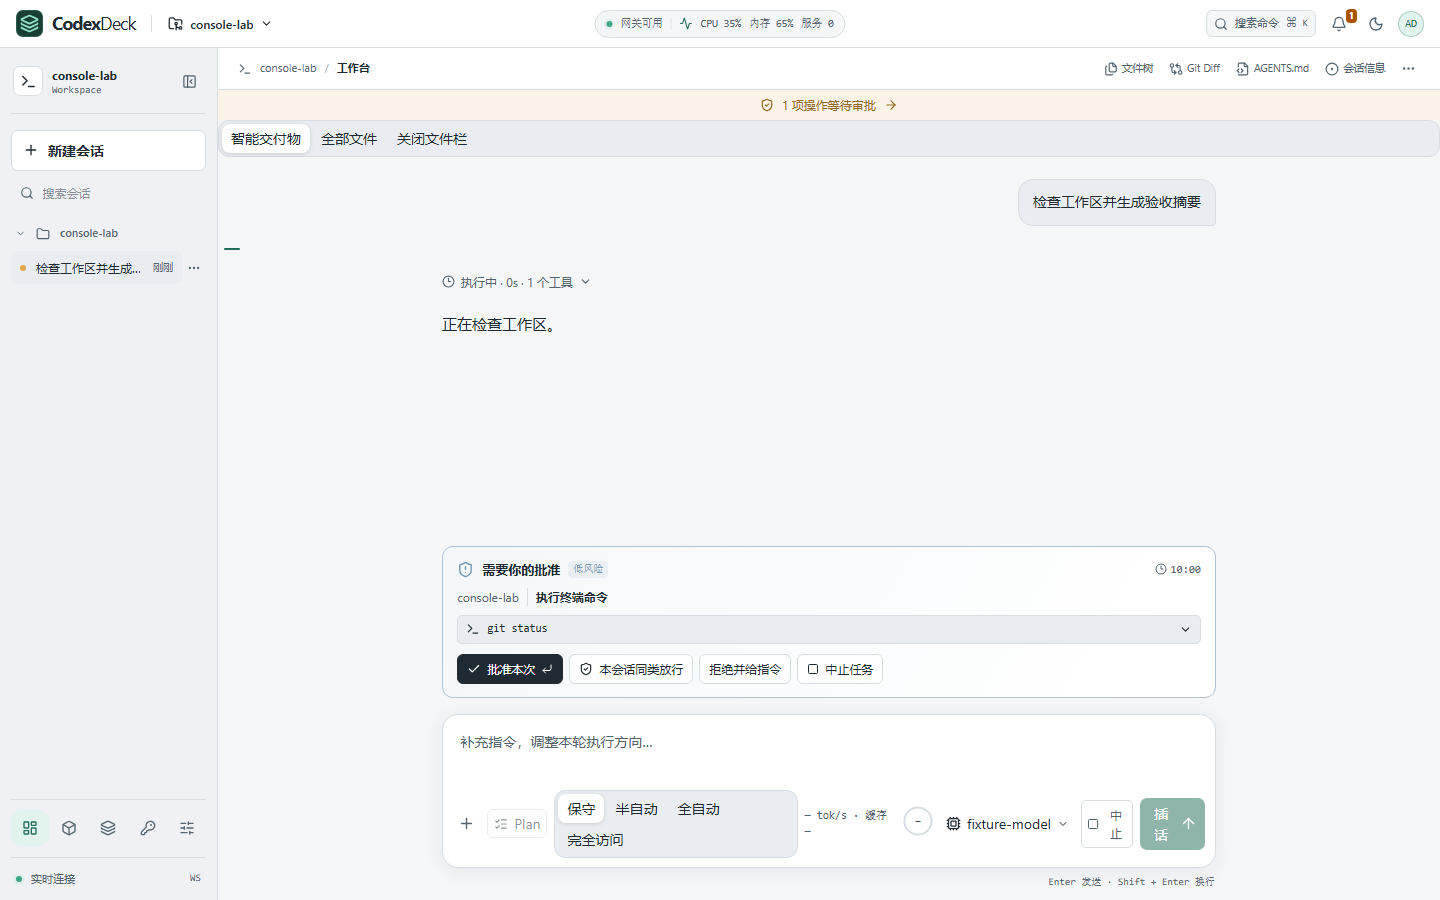 CodexDeck
console-lab
网关可用 CPU 35% 内存 65% 服务 0
搜索命令 ⌘ K
1
AD
console-lab
Workspace
console-lab / 工作台
文件树
Git Diff
AGENTS.md
会话信息
1 项操作等待审批
新建会话
智能交付物
全部文件
关闭文件栏
搜索会话
检查工作区并生成验收摘要
console-lab
检查工作区并生成... 刚刚
执行中 · 0s · 1 个工具
正在检查工作区。
需要你的批准 低风险 10:00
console-lab 执行终端命令
git status
批准本次
本会话同类放行
拒绝并给指令
中止任务
补充指令，调整本轮执行方向...
Plan
保守 半自动 全自动
完全访问
– tok/s · 缓存
–
–
fixture-model
中
止
插
话
实时连接 WS
Enter 发送 · Shift + Enter 换行